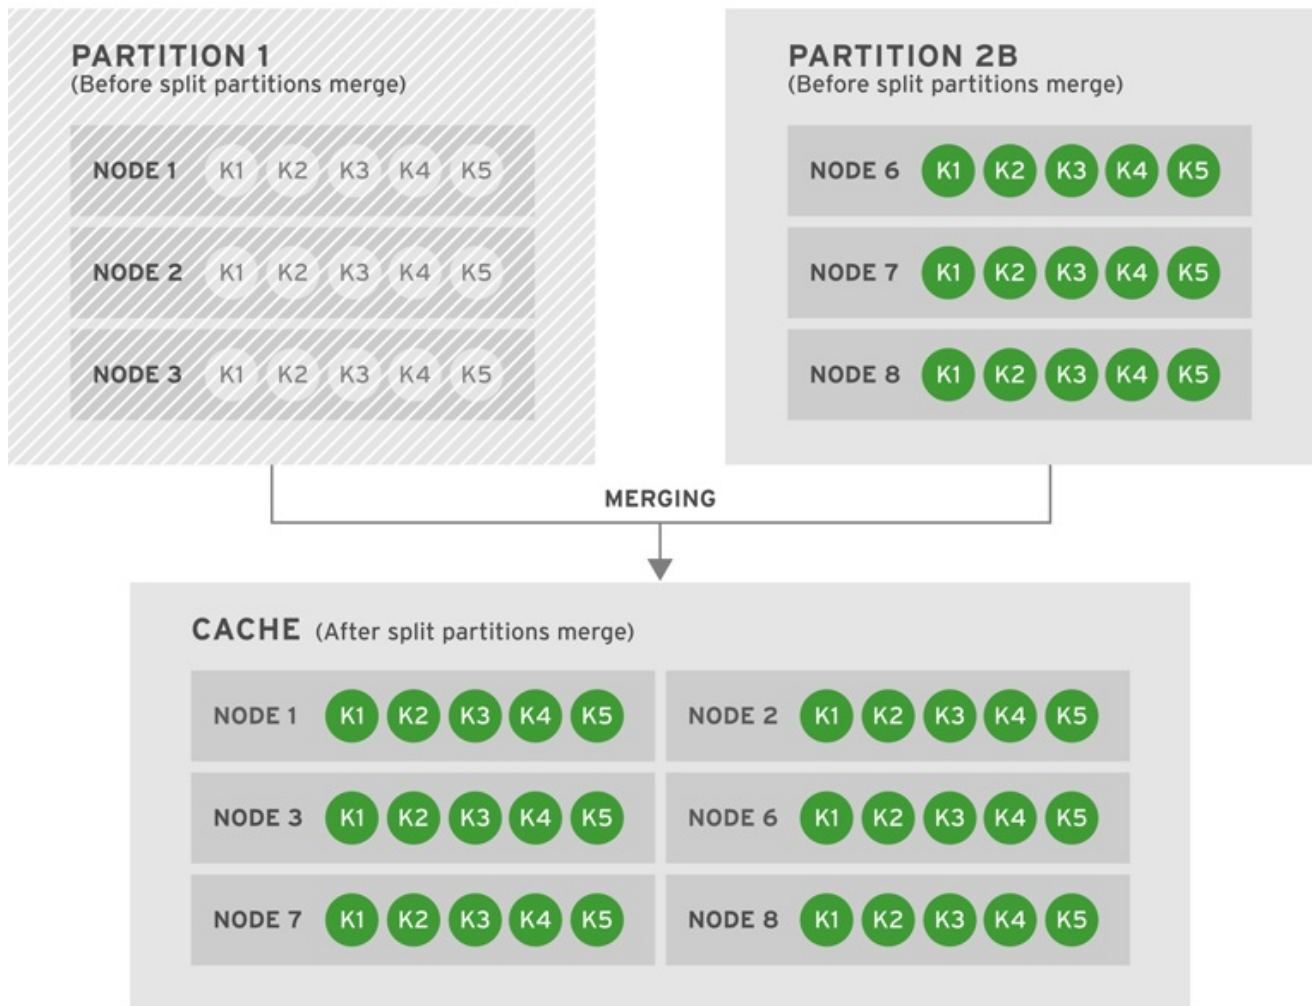 PARTITION 1
(Before split partitions merge)
NODE 1 K1 K2 K3 K4 K5
NODE 2 K1 K2 K3 K4 K5
NODE 3 K1 K2 K3 K4 K5
PARTITION 2B
(Before split partitions merge)
NODE 6 K1 K2 K3 K4 K5
NODE 7 K1 K2 K3 K4 K5
NODE 8 K1 K2 K3 K4 K5
MERGING
CACHE (After split partitions merge)
NODE 1 K1 K2 K3 K4 K5
NODE 2 K1 K2 K3 K4 K5
NODE 3 K1 K2 K3 K4 K5
NODE 6 K1 K2 K3 K4 K5
NODE 7 K1 K2 K3 K4 K5
NODE 8 K1 K2 K3 K4 K5